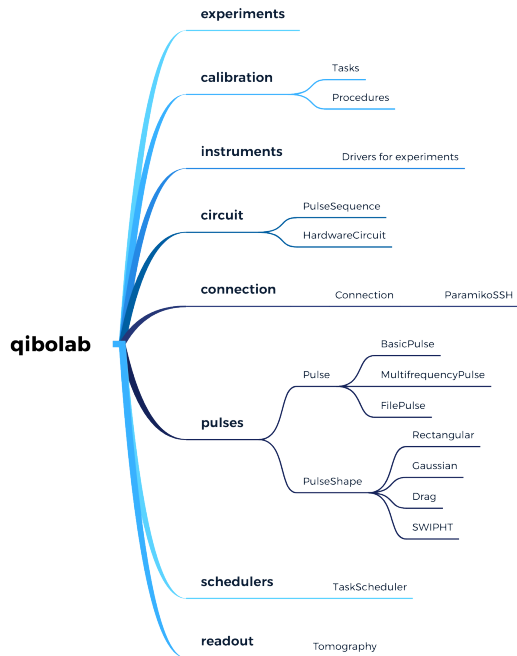 experiments
calibration
Tasks
Procedures
instruments
Drivers for experiments
circuit
PulseSequence
HardwareCircuit
connection
Connection
ParamikoSSH
qibolab
pulses
Pulse
BasicPulse
MultifrequencyPulse
FilePulse
PulseShape
Rectangular
Gaussian
Drag
SWIPHT
schedulers
TaskScheduler
readout
Tomography